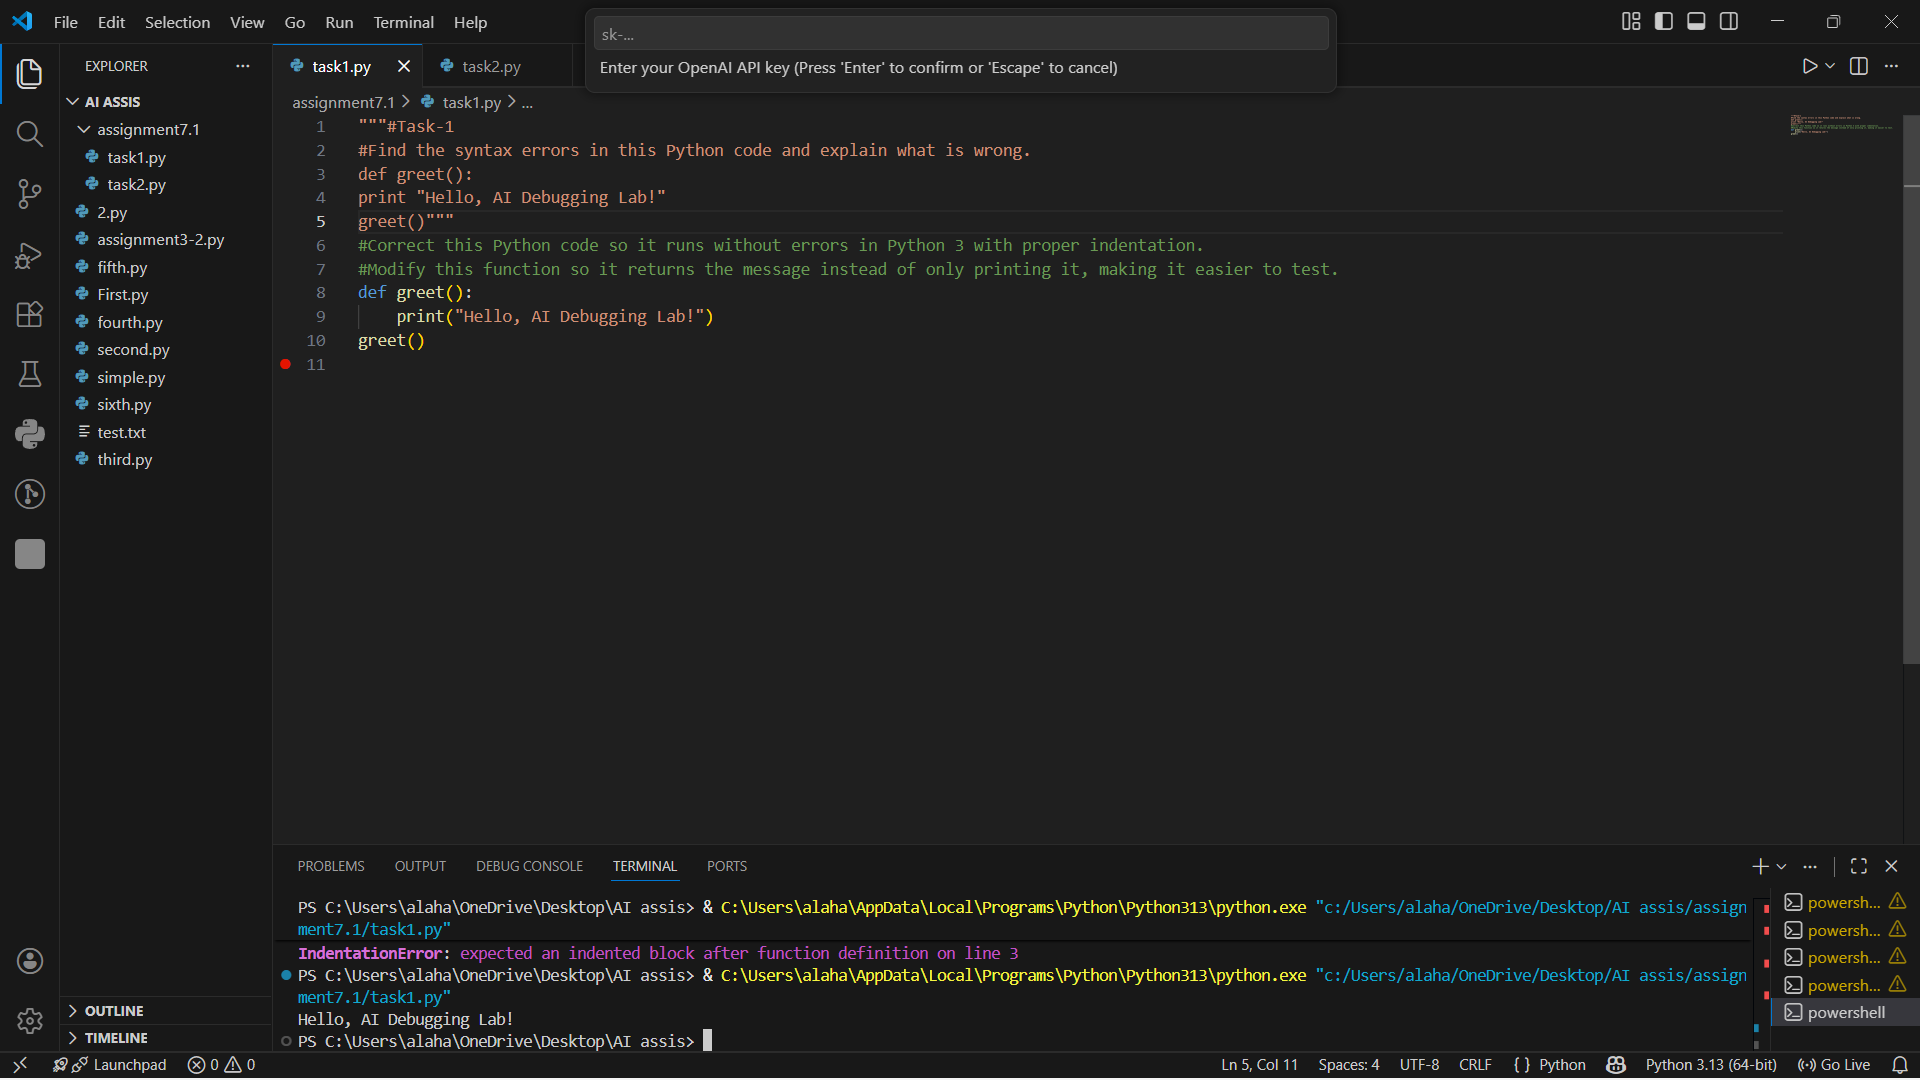 File Edit Selection View Go Run Terminal Help
sk-...
Enter your OpenAI API key (Press 'Enter' to confirm or 'Escape' to cancel)
EXPLORER
AI ASSIS
assignment7.1
task1.py
task2.py
2.py
assignment3-2.py
fifth.py
First.py
fourth.py
second.py
simple.py
sixth.py
test.txt
third.py
OUTLINE
TIMELINE
task1.py
task2.py
assignment7.1 > task1.py > ...
1 """#Task-1
2 #Find the syntax errors in this Python code and explain what is wrong.
3 def greet():
4 print "Hello, AI Debugging Lab!"
5 greet()"""
6 #Correct this Python code so it runs without errors in Python 3 with proper indentation.
7 #Modify this function so it returns the message instead of only printing it, making it easier to test.
8 def greet():
9     print("Hello, AI Debugging Lab!")
10 greet()
11
PROBLEMS OUTPUT DEBUG CONSOLE TERMINAL PORTS
PS C:\Users\alaha\OneDrive\Desktop\AI assis> & C:\Users\alaha\AppData\Local\Programs\Python\Python313\python.exe "c:/Users/alaha/OneDrive/Desktop/AI assis/assign
ment7.1/task1.py"
IndentationError: expected an indented block after function definition on line 3
PS C:\Users\alaha\OneDrive\Desktop\AI assis> & C:\Users\alaha\AppData\Local\Programs\Python\Python313\python.exe "c:/Users/alaha/OneDrive/Desktop/AI assis/assign
ment7.1/task1.py"
Hello, AI Debugging Lab!
PS C:\Users\alaha\OneDrive\Desktop\AI assis>
powersh...
powersh...
powersh...
powersh...
powershell
Launchpad 0 0 Ln 5, Col 11 Spaces: 4 UTF-8 CRLF { } Python Python 3.13 (64-bit) Go Live